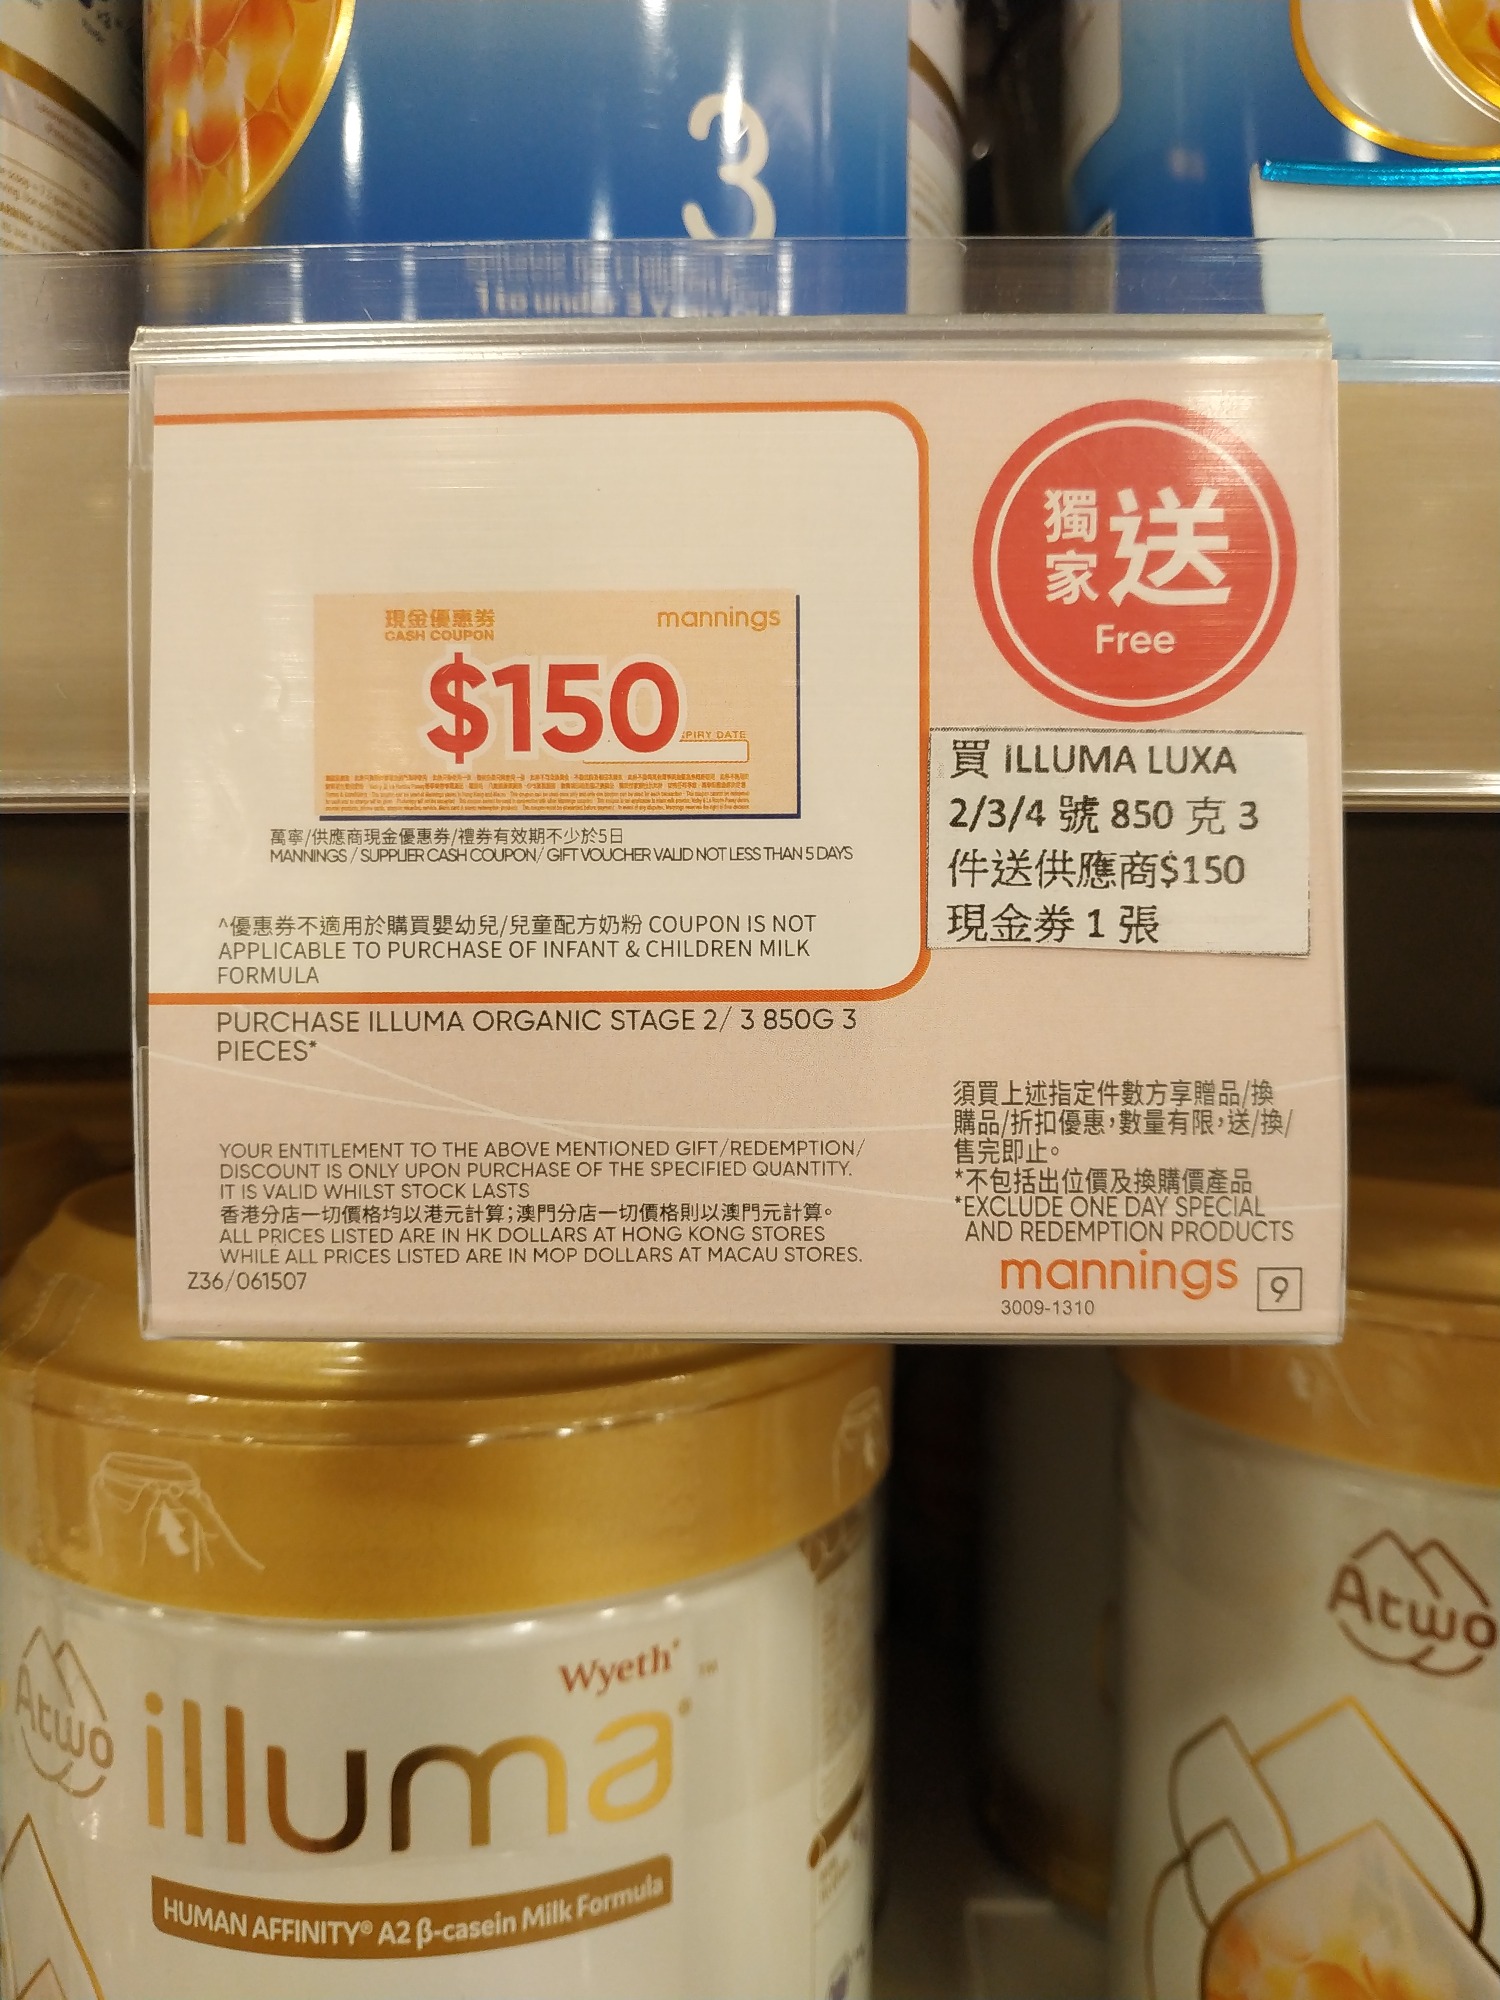 3
1 to under 3 Years
現金優惠券
CASH COUPON
mannings
$150
PIRY DATE
萬寧/供應商現金優惠券/禮券有效期不少於5日
MANNINGS / SUPPLIER CASH COUPON/ GIFT VOUCHER VALID NOT LESS THAN 5 DAYS
^優惠券不適用於購買嬰幼兒/兒童配方奶粉 COUPON IS NOT
APPLICABLE TO PURCHASE OF INFANT & CHILDREN MILK
FORMULA
獨家送
Free
買 ILLUMA LUXA
2/3/4 號 850 克 3
件送供應商$150
現金券 1 張
PURCHASE ILLUMA ORGANIC STAGE 2/ 3 850G 3
PIECES*
YOUR ENTITLEMENT TO THE ABOVE MENTIONED GIFT/REDEMPTION/
DISCOUNT IS ONLY UPON PURCHASE OF THE SPECIFIED QUANTITY.
IT IS VALID WHILST STOCK LASTS
香港分店一切價格均以港元計算;澳門分店一切價格則以澳門元計算。
ALL PRICES LISTED ARE IN HK DOLLARS AT HONG KONG STORES
WHILE ALL PRICES LISTED ARE IN MOP DOLLARS AT MACAU STORES.
Z36/061507
須買上述指定件數方享贈品/換
購品/折扣優惠,數量有限,送/換/
售完即止。
*不包括出位價及換購價產品
*EXCLUDE ONE DAY SPECIAL
AND REDEMPTION PRODUCTS
mannings
3009-1310
9
Atwo
Wyeth
illuma
HUMAN AFFINITY® A2 β-casein Milk Formula
Atwo